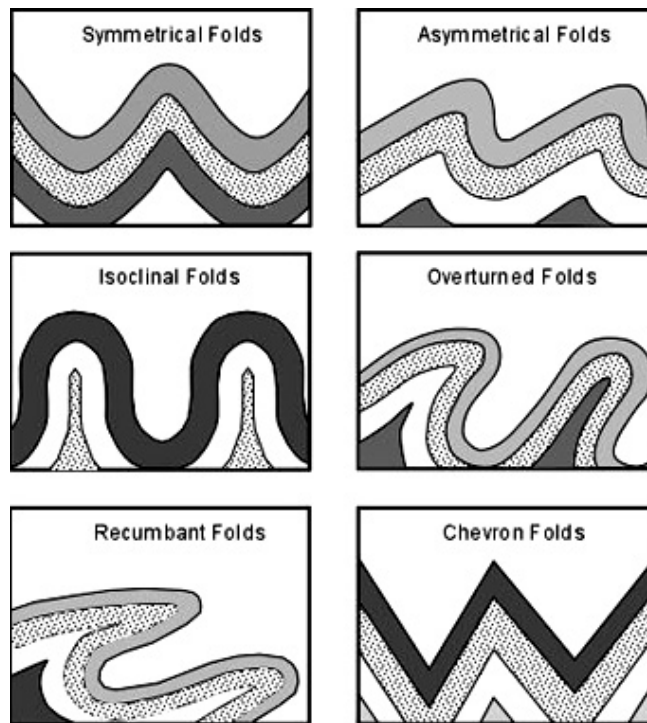 Symmetrical Folds
Asymmetrical Folds
Isoclinal Folds
Overturned Folds
Recumbant Folds
Chevron Folds